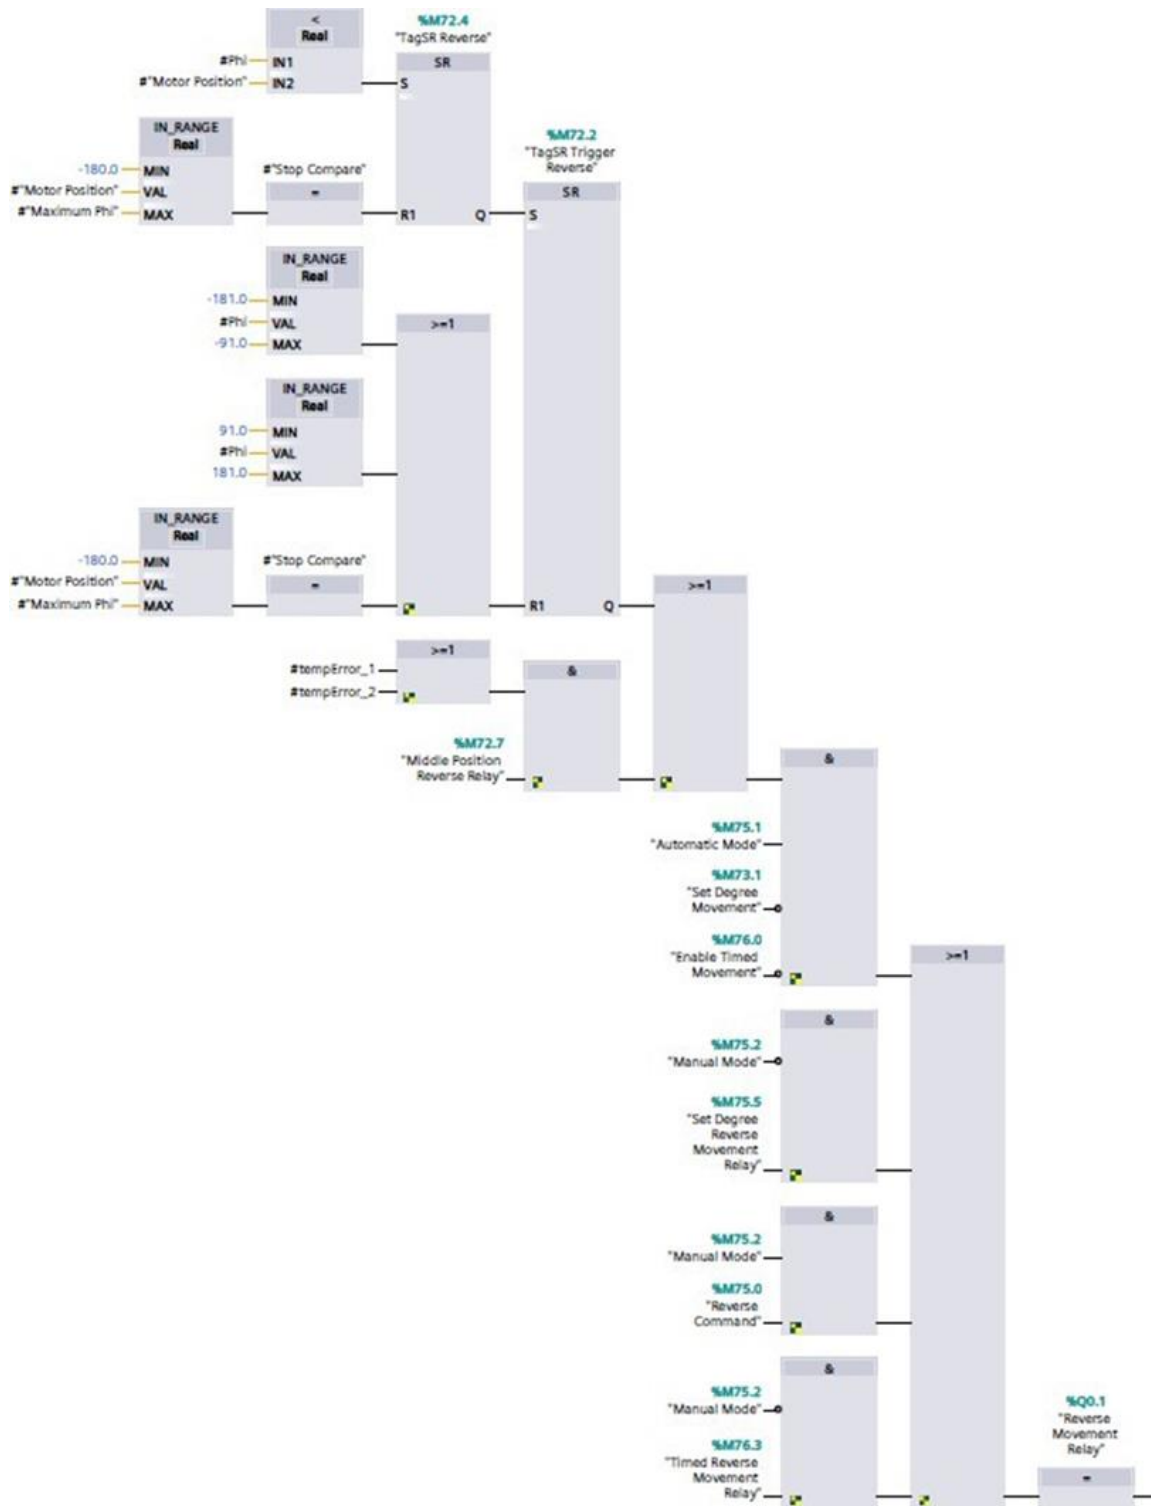 <
Real
%M72.4
"TagSR Reverse"
SR
#Phi IN1
#"Motor Position" IN2
S
IN_RANGE
Real
-180.0 MIN
#"Motor Position" VAL
#"Maximum Phi" MAX
#"Stop Compare"
=
R1 Q
%M72.2
"TagSR Trigger
Reverse"
SR
S
IN_RANGE
Real
-181.0 MIN
#Phi VAL
-91.0 MAX
>=1
IN_RANGE
Real
91.0 MIN
#Phi VAL
181.0 MAX
IN_RANGE
Real
-180.0 MIN
#"Motor Position" VAL
#"Maximum Phi" MAX
#"Stop Compare"
=
R1 Q
>=1
>=1
#tempError_1
#tempError_2
&
%M72.7
"Middle Position
Reverse Relay"
&
%M75.1
"Automatic Mode"
%M73.1
"Set Degree
Movement"
%M76.0
"Enable Timed
Movement"
>=1
&
%M75.2
"Manual Mode"
%M75.5
"Set Degree
Reverse
Movement
Relay"
&
%M75.2
"Manual Mode"
%M75.0
"Reverse
Command"
&
%M75.2
"Manual Mode"
%M76.3
"Timed Reverse
Movement
Relay"
%Q0.1
"Reverse
Movement
Relay"
=